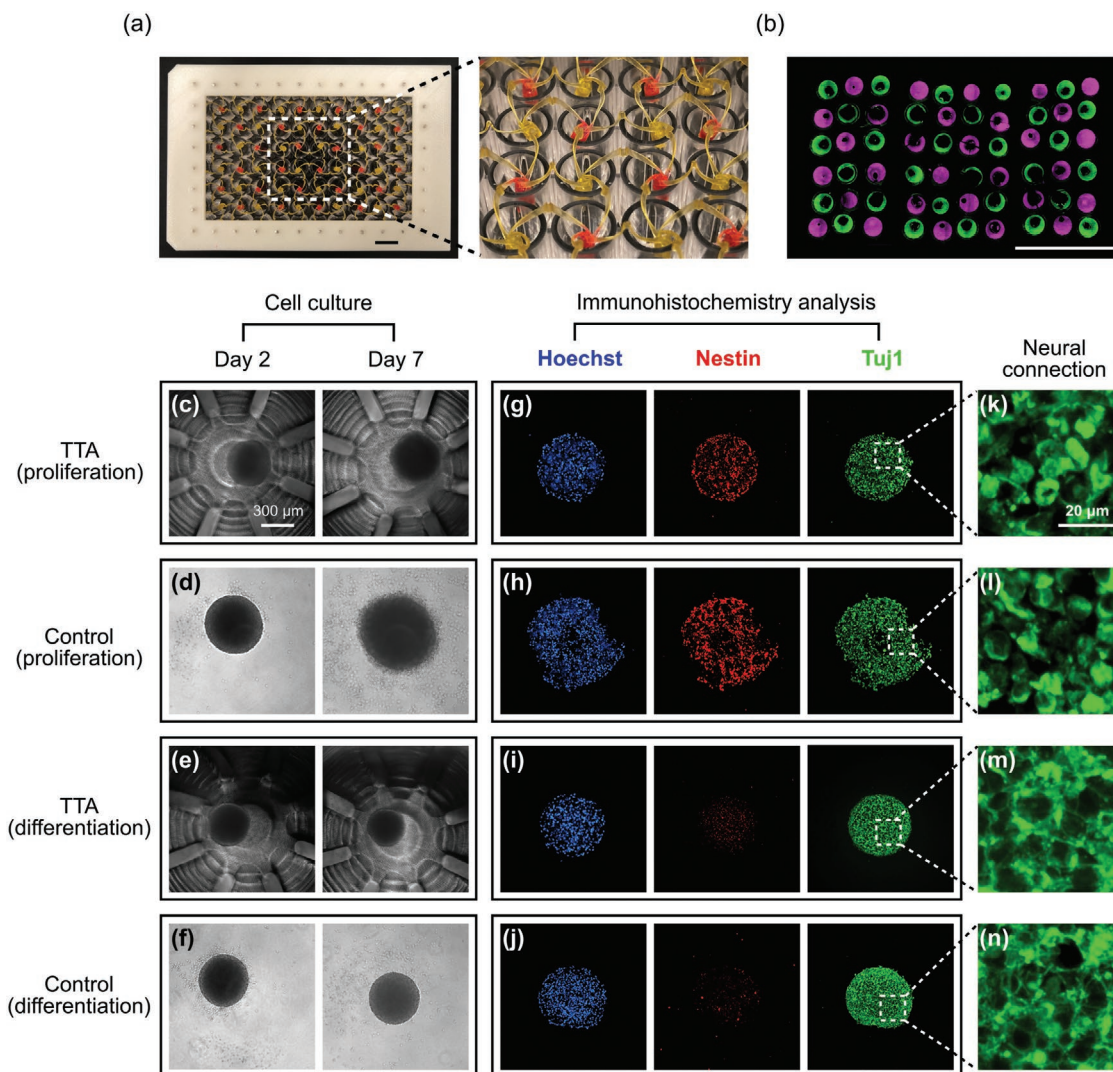 (a)
(b)
Cell culture
Immunohistochemistry analysis
Day 2
Day 7
Hoechst
Nestin
Tuj1
Neural
connection
TTA
(proliferation)
(c)
300 µm
(g)
(k)
20 µm
Control
(proliferation)
(d)
(h)
(l)
TTA
(differentiation)
(e)
(i)
(m)
Control
(differentiation)
(f)
(j)
(n)